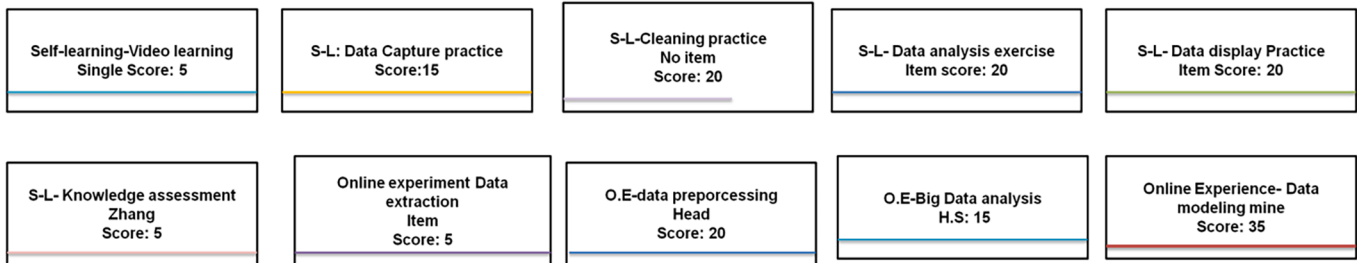 Self-learning-Video learning
Single Score: 5
S-L: Data Capture practice
Score:15
S-L-Cleaning practice
No item
Score: 20
S-L- Data analysis exercise
Item score: 20
S-L- Data display Practice
Item Score: 20
S-L- Knowledge assessment
Zhang
Score: 5
Online experiment Data
extraction
Item
Score: 5
O.E-data preporcessing
Head
Score: 20
O.E-Big Data analysis
H.S: 15
Online Experience- Data
modeling mine
Score: 35